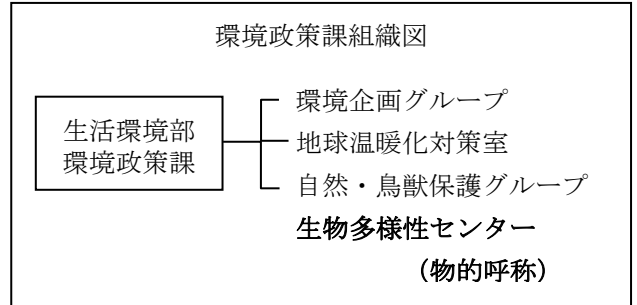 環境政策課組織図
環境企画グループ
生活環境部
環境政策課
地球温暖化対策室
自然・鳥獣保護グループ
生物多様性センター
(物的呼称)